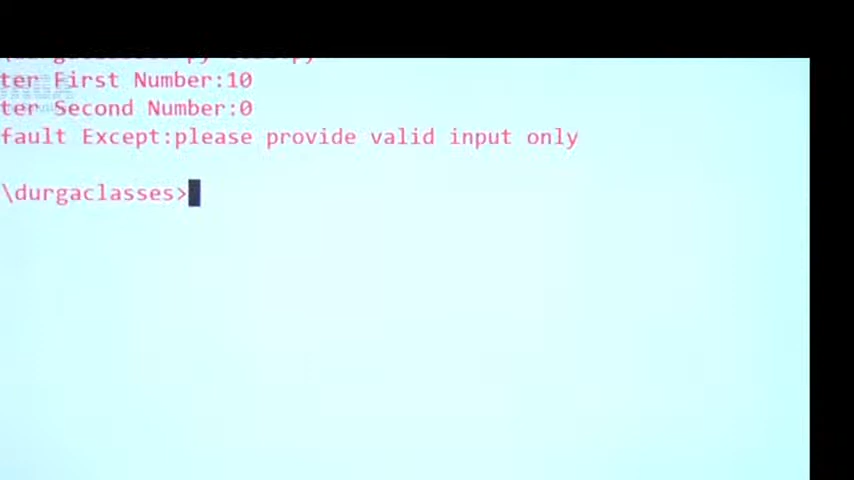 ter First Number:10
ter Second Number:0
fault Except:please provide valid input only
\durgaclasses>